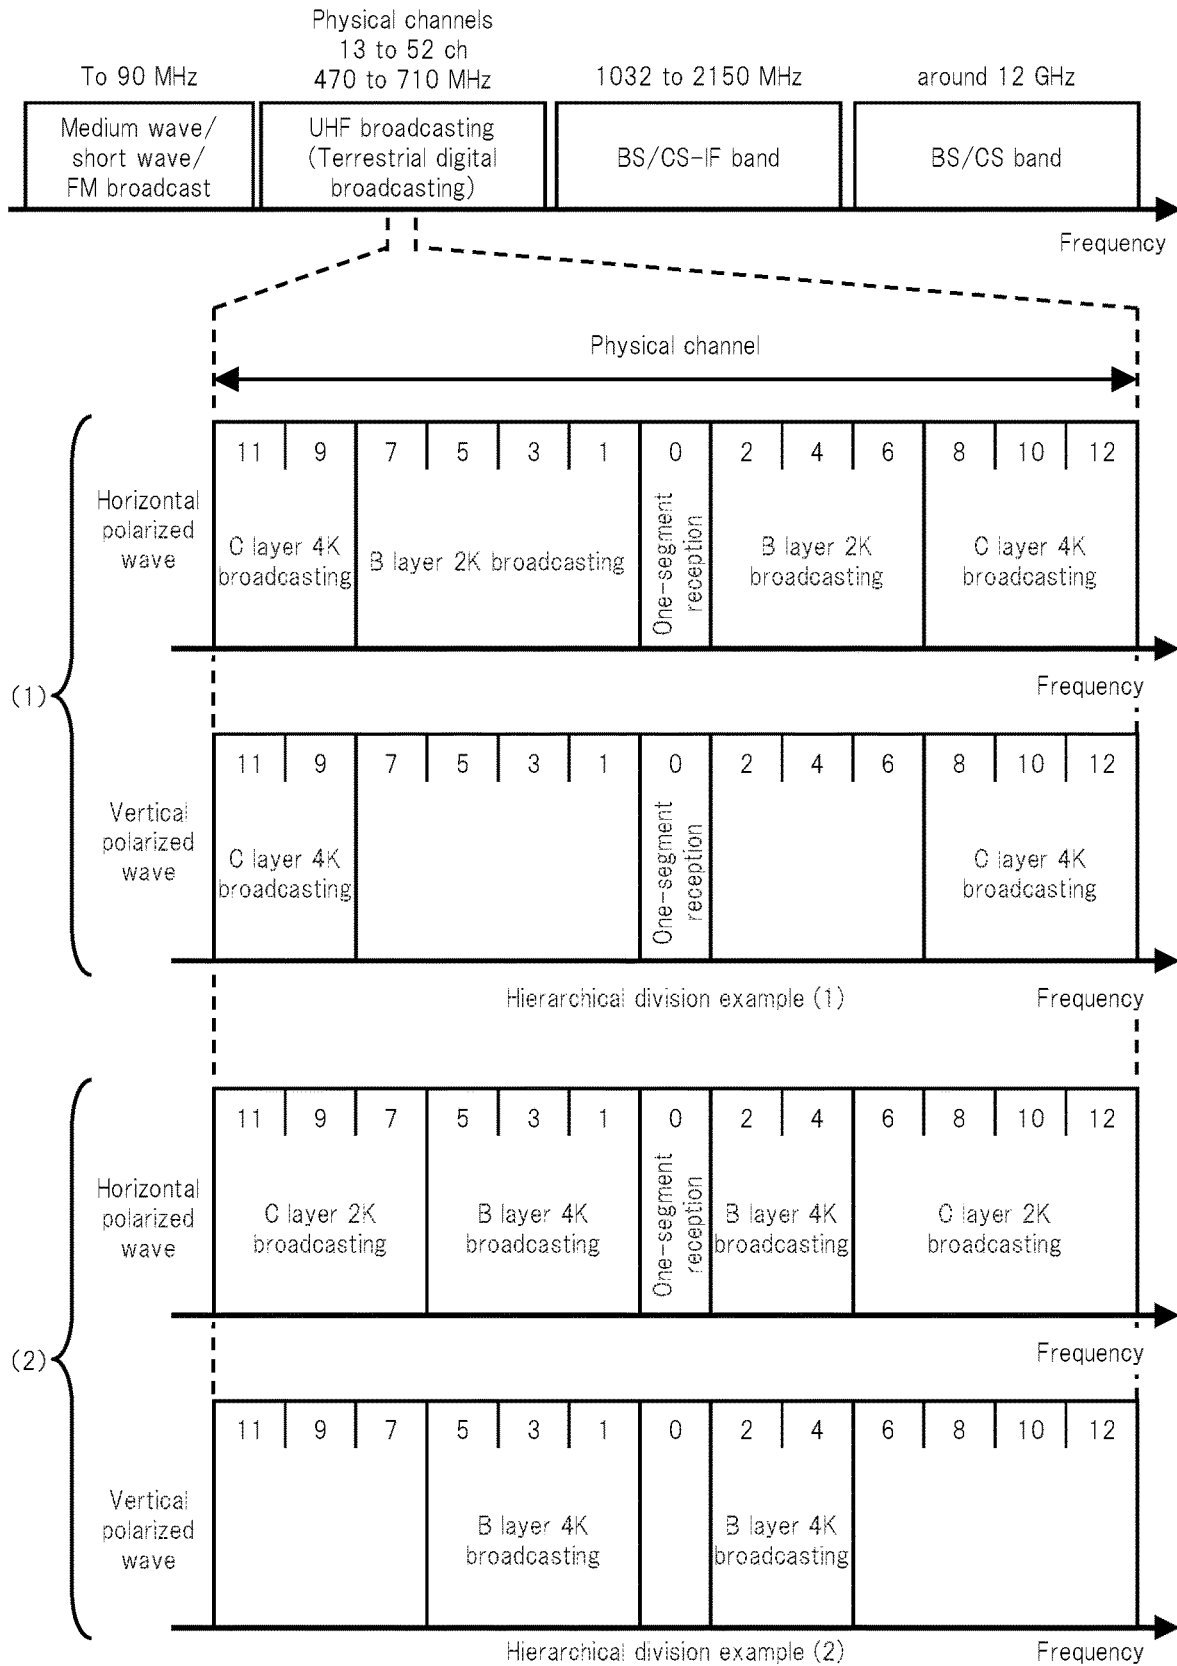 Physical channels
13 to 52 ch
To 90 MHz
470 to 710 MHz
1032 to 2150 MHz
around 12 GHz
Medium wave/
short wave/
FM broadcast
UHF broadcasting
(Terrestrial digital
broadcasting)
BS/CS-IF band
BS/CS band
Frequency
Physical channel
(1)
Horizontal
polarized
wave
11 9 7 5 3 1 0 2 4 6 8 10 12
C layer 4K
broadcasting
B layer 2K broadcasting
One-segment
reception
B layer 2K
broadcasting
C layer 4K
broadcasting
Frequency
Vertical
polarized
wave
11 9 7 5 3 1 0 2 4 6 8 10 12
C layer 4K
broadcasting
One-segment
reception
C layer 4K
broadcasting
Hierarchical division example (1)
Frequency
(2)
Horizontal
polarized
wave
11 9 7 5 3 1 0 2 4 6 8 10 12
C layer 2K
broadcasting
B layer 4K
broadcasting
One-segment
reception
B layer 4K
broadcasting
C layer 2K
broadcasting
Frequency
Vertical
polarized
wave
11 9 7 5 3 1 0 2 4 6 8 10 12
B layer 4K
broadcasting
B layer 4K
broadcasting
Hierarchical division example (2)
Frequency